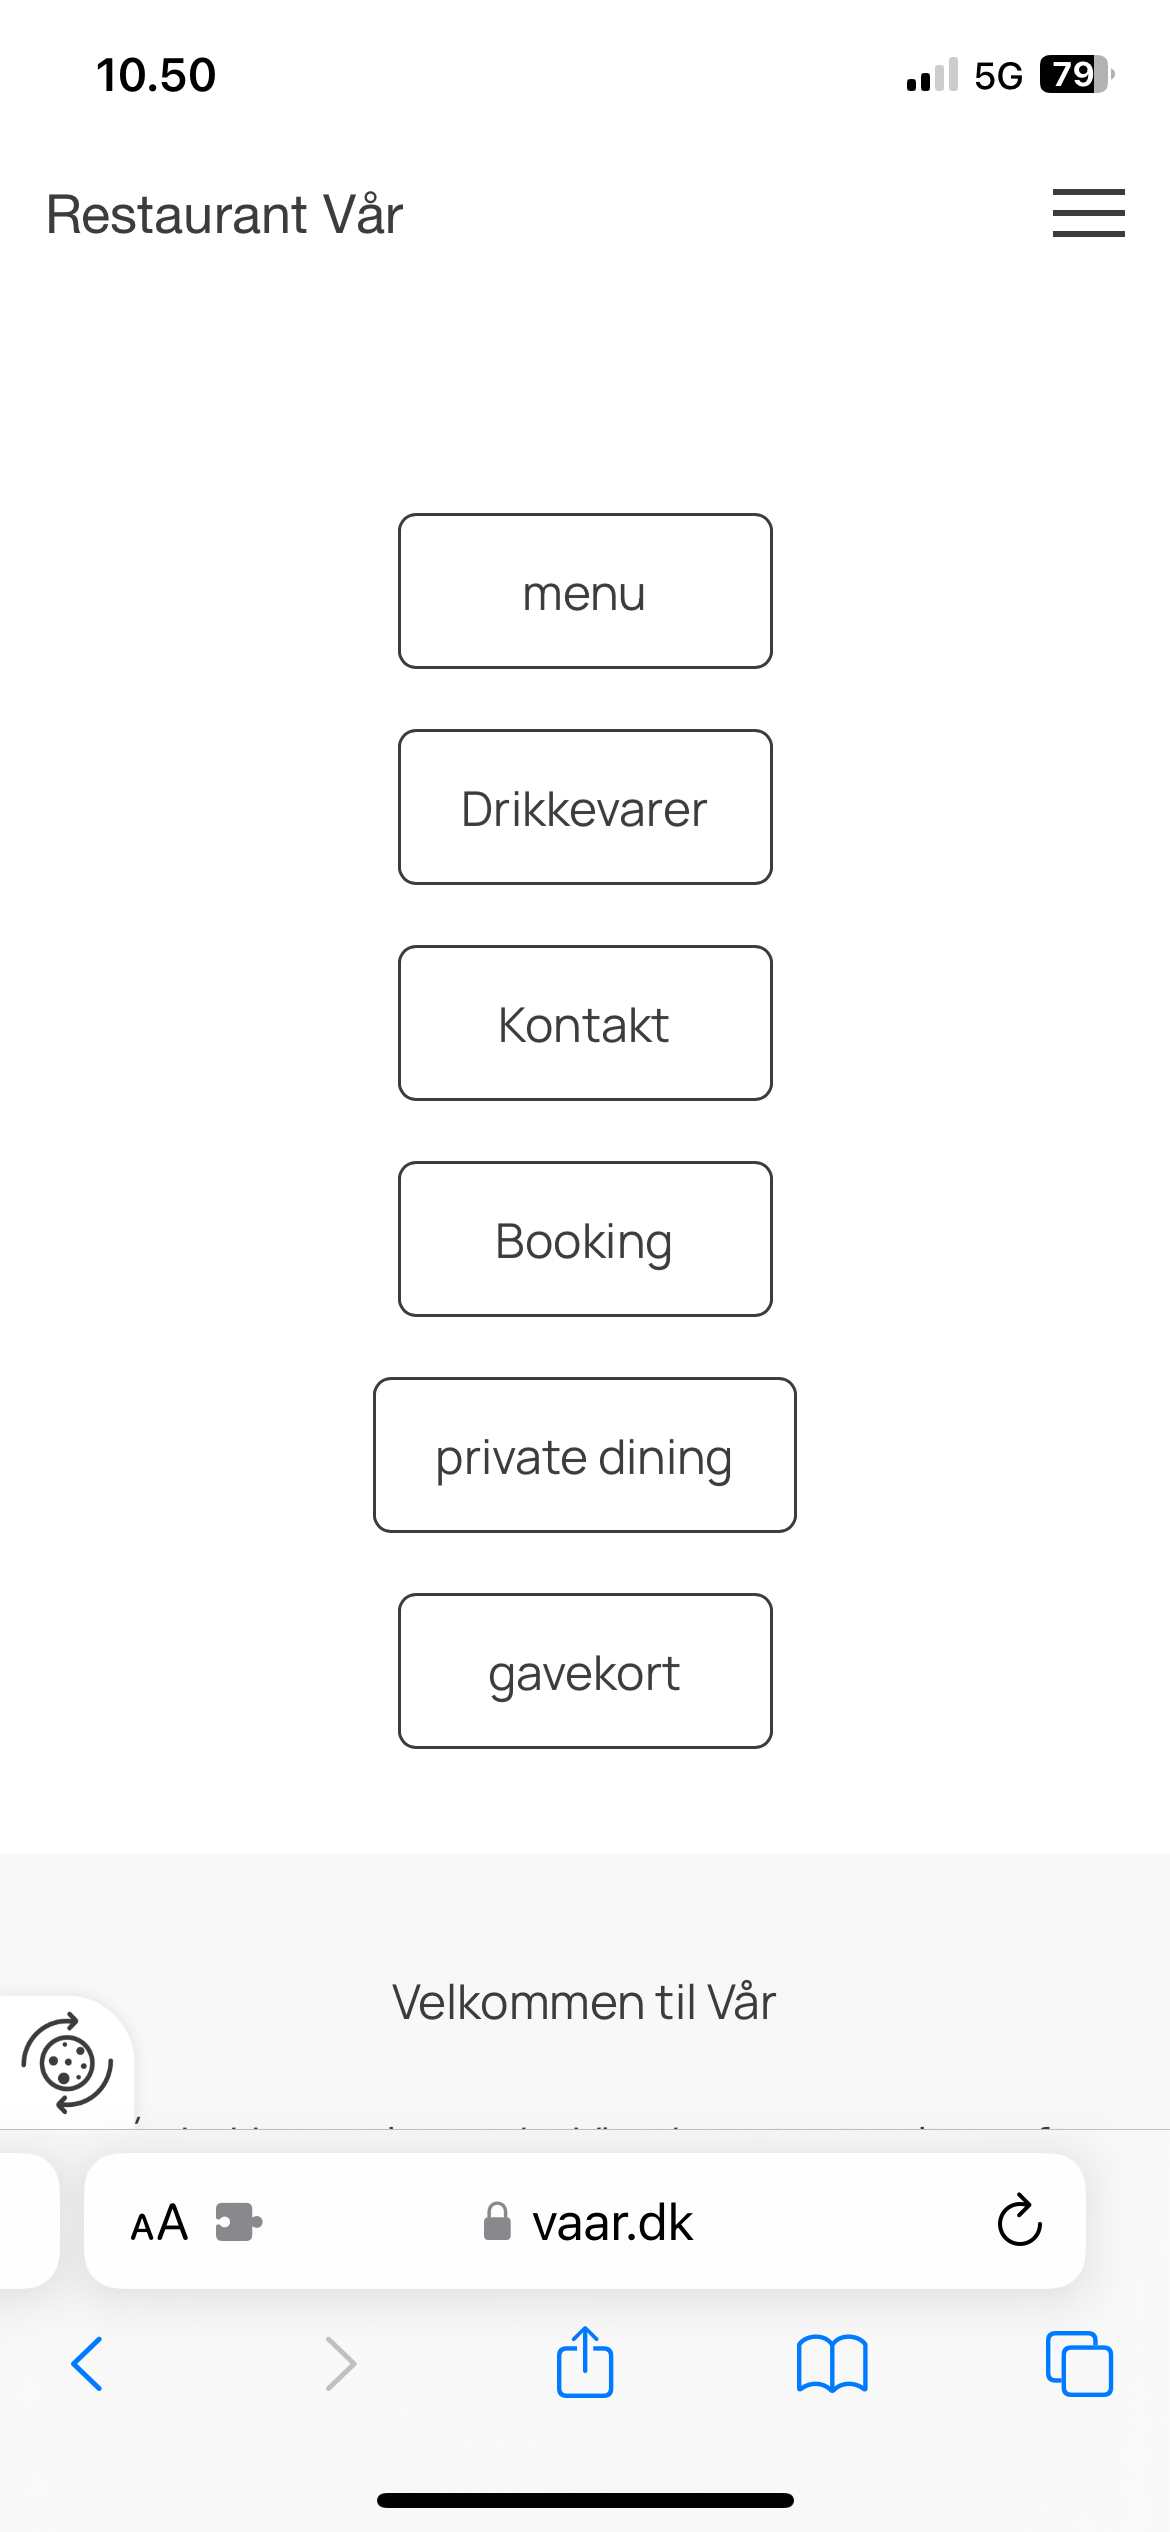 10.50
5G 79
Restaurant Vår
menu
Drikkevarer
Kontakt
Booking
private dining
gavekort
Velkommen til Vår
AA vaar.dk